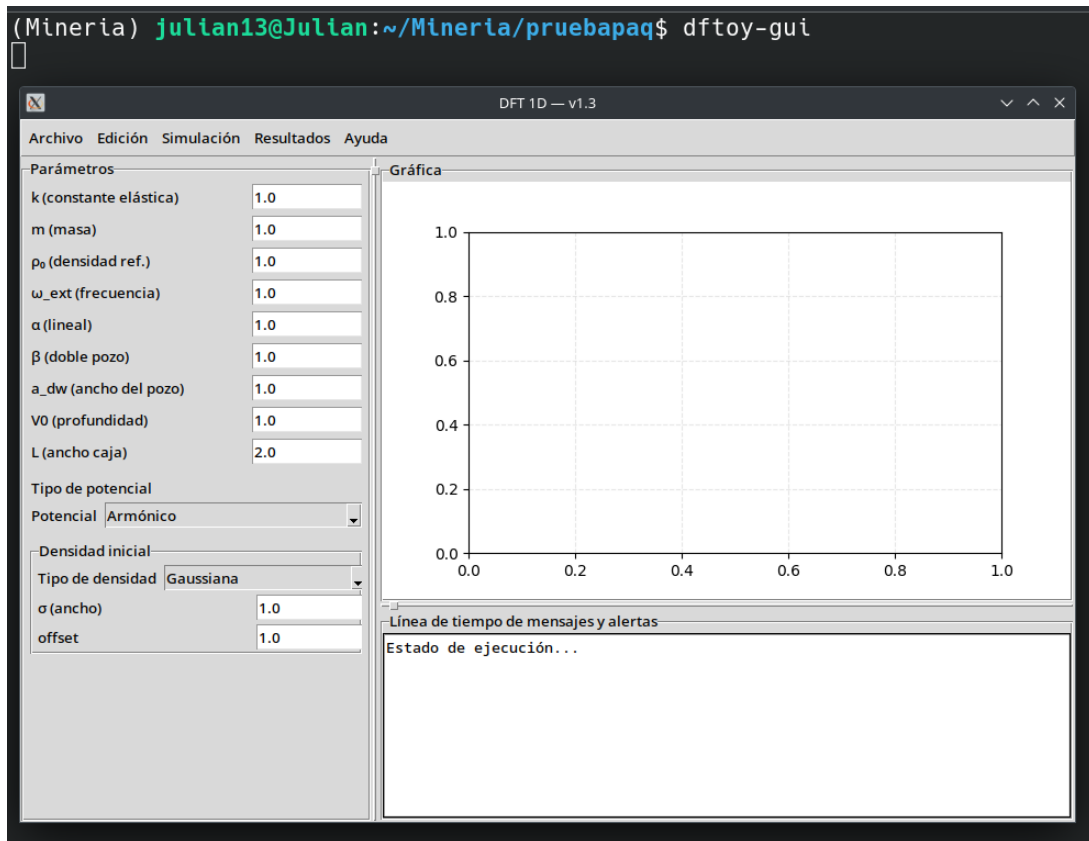 (Mineria) julian13@Julian:~/Mineria/pruebapaq$ dftoy-gui
DFT 1D — v1.3
Archivo Edición Simulación Resultados Ayuda
Parámetros
k (constante elástica) 1.0
m (masa) 1.0
ρ₀ (densidad ref.) 1.0
ω_ext (frecuencia) 1.0
α (lineal) 1.0
β (doble pozo) 1.0
a_dw (ancho del pozo) 1.0
V0 (profundidad) 1.0
L (ancho caja) 2.0
Tipo de potencial
Potencial Armónico
Densidad inicial
Tipo de densidad Gaussiana
σ (ancho) 1.0
offset 1.0
Gráfica
1.0
0.8
0.6
0.4
0.2
0.0
0.0 0.2 0.4 0.6 0.8 1.0
Línea de tiempo de mensajes y alertas
Estado de ejecución...